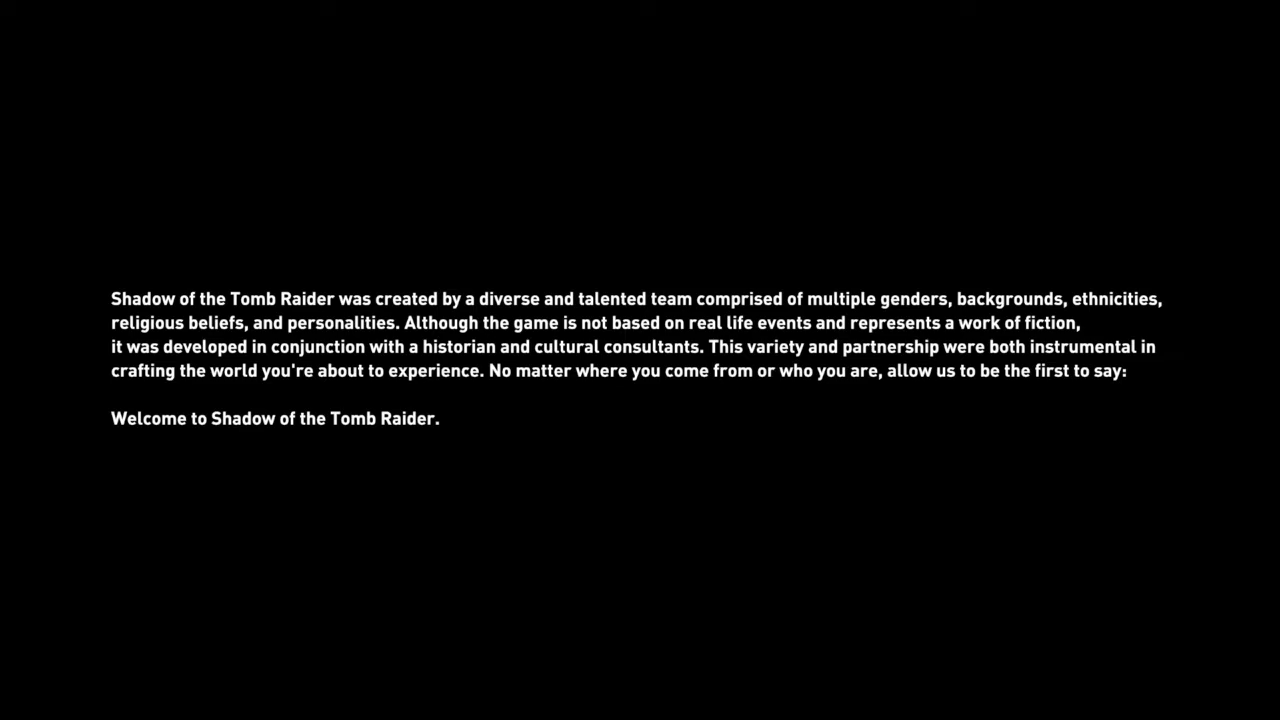 Shadow of the Tomb Raider was created by a diverse and talented team comprised of multiple genders, backgrounds, ethnicities,
religious beliefs, and personalities. Although the game is not based on real life events and represents a work of fiction,
it was developed in conjunction with a historian and cultural consultants. This variety and partnership were both instrumental in
crafting the world you're about to experience. No matter where you come from or who you are, allow us to be the first to say:
Welcome to Shadow of the Tomb Raider.